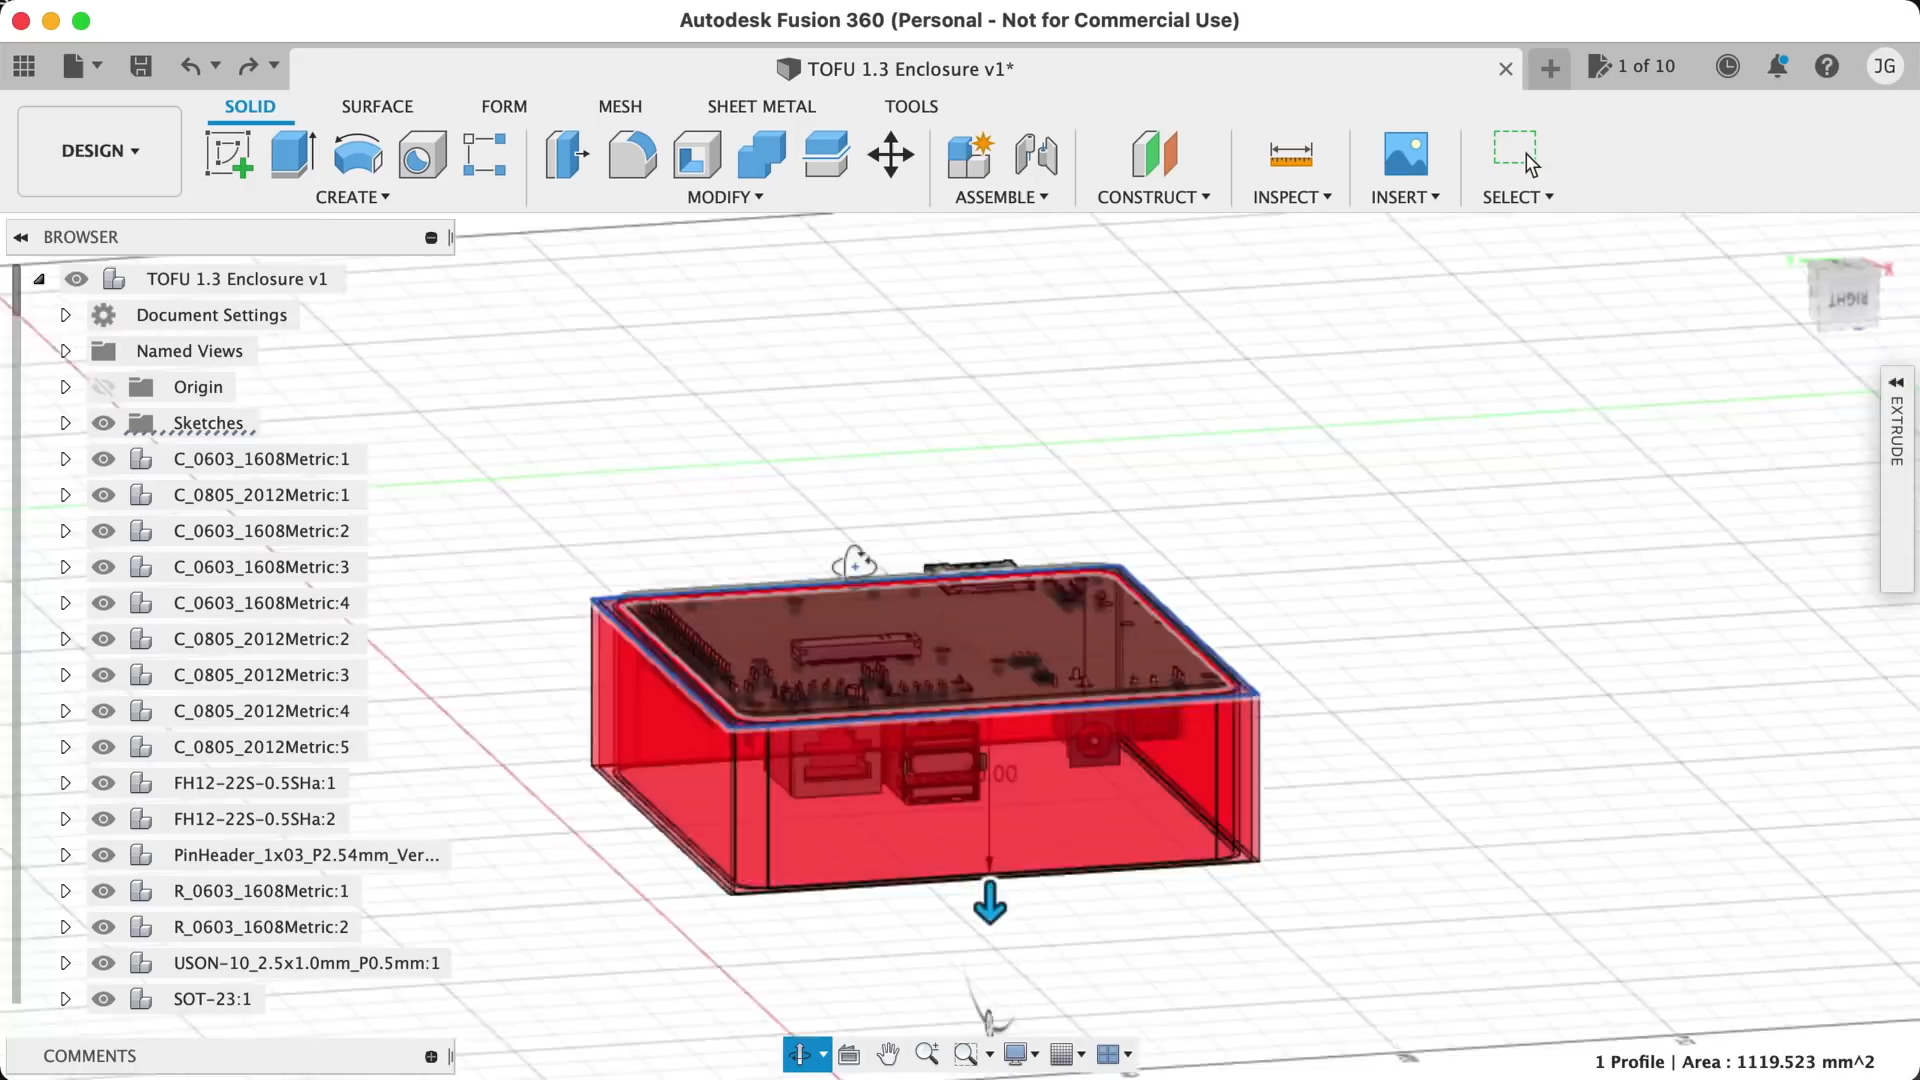 Autodesk Fusion 360 (Personal - Not for Commercial Use)
TOFU 1.3 Enclosure v1*
1 of 10
JG
DESIGN
SOLID
SURFACE
FORM
MESH
SHEET METAL
TOOLS
CREATE
MODIFY
ASSEMBLE
CONSTRUCT
INSPECT
INSERT
SELECT
BROWSER
TOFU 1.3 Enclosure v1
Document Settings
Named Views
Origin
Sketches
C_0603_1608Metric:1
C_0805_2012Metric:1
C_0603_1608Metric:2
C_0603_1608Metric:3
C_0603_1608Metric:4
C_0805_2012Metric:2
C_0805_2012Metric:3
C_0805_2012Metric:4
C_0805_2012Metric:5
FH12-22S-0.5SHa:1
FH12-22S-0.5SHa:2
PinHeader_1x03_P2.54mm_Ver...
R_0603_1608Metric:1
R_0603_1608Metric:2
USON-10_2.5x1.0mm_P0.5mm:1
SOT-23:1
RIGHT
EXTRUDE
COMMENTS
1 Profile | Area : 1119.523 mm^2